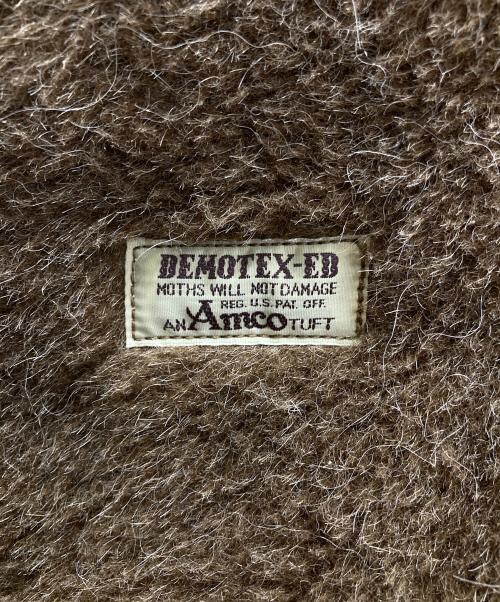 DEMOTEX-ED
MOTHS WILL NOT DAMAGE
REG. U.S. PAT. OFF.
AN Amco TUFT